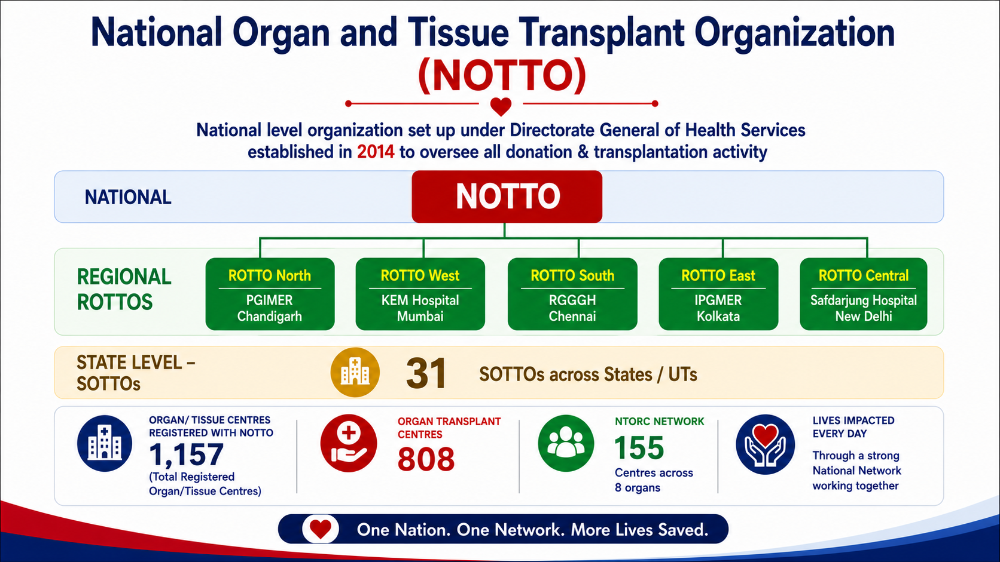 National Organ and Tissue Transplant Organization
(NOTTO)
National level organization set up under Directorate General of Health Services
established in 2014 to oversee all donation & transplantation activity
NATIONAL
NOTTO
REGIONAL
ROTTOS
ROTTO North
PGIMER
Chandigarh
ROTTO West
KEM Hospital
Mumbai
ROTTO South
RGGGH
Chennai
ROTTO East
IPGMER
Kolkata
ROTTO Central
Safdarjung Hospital
New Delhi
STATE LEVEL –
SOTTOs
31
SOTTOs across States / UTs
ORGAN/ TISSUE CENTRES
REGISTERED WITH NOTTO
1,157
(Total Registered
Organ/Tissue Centres)
ORGAN TRANSPLANT
CENTRES
808
NTORC NETWORK
155
Centres across
8 organs
LIVES IMPACTED
EVERY DAY
Through a strong
National Network
working together
One Nation. One Network. More Lives Saved.